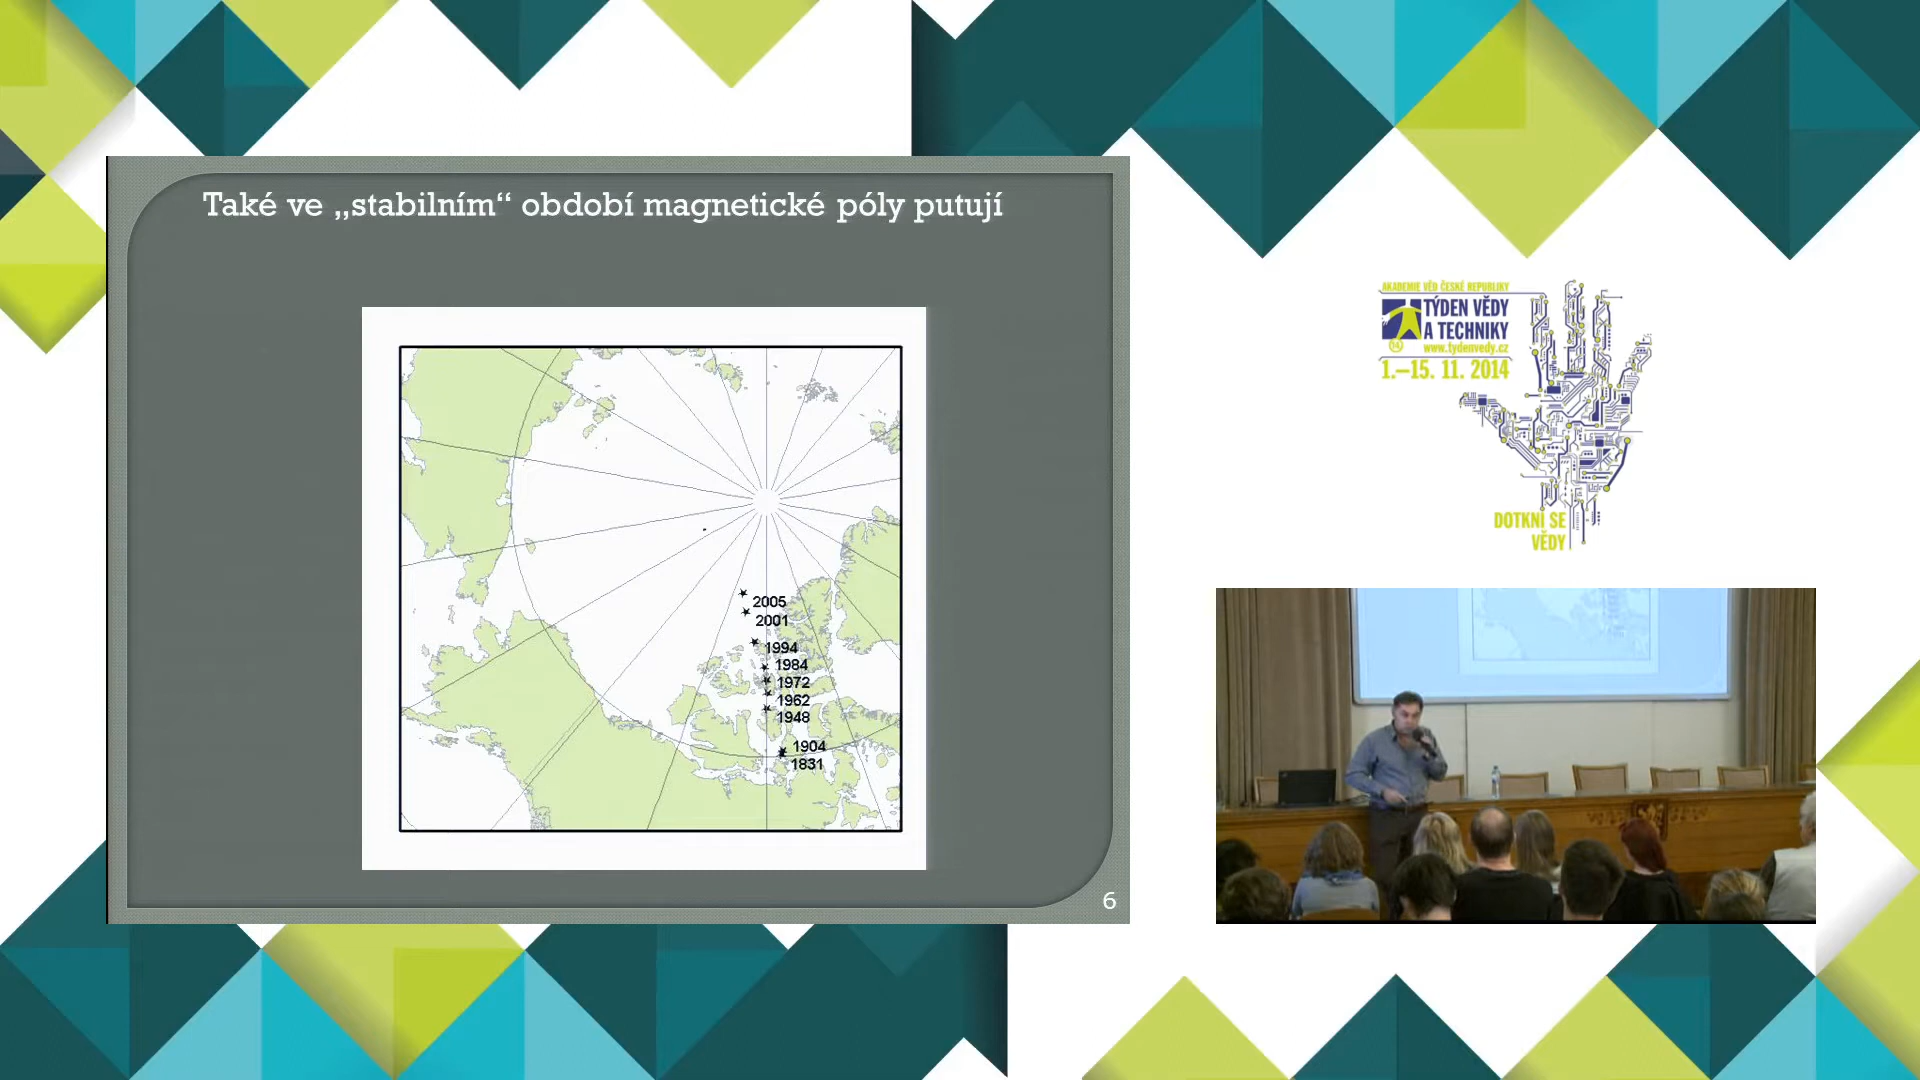 Také ve „stabilním“ období magnetické póly putují
2005
2001
1994
1984
1972
1962
1948
1904
1831
6
AKADEMIE VĚD ČESKÉ REPUBLIKY
TÝDEN VĚDY
A TECHNIKY
www.tydenvedy.cz
1.–15. 11. 2014
DOTKNI SE
VĚDY